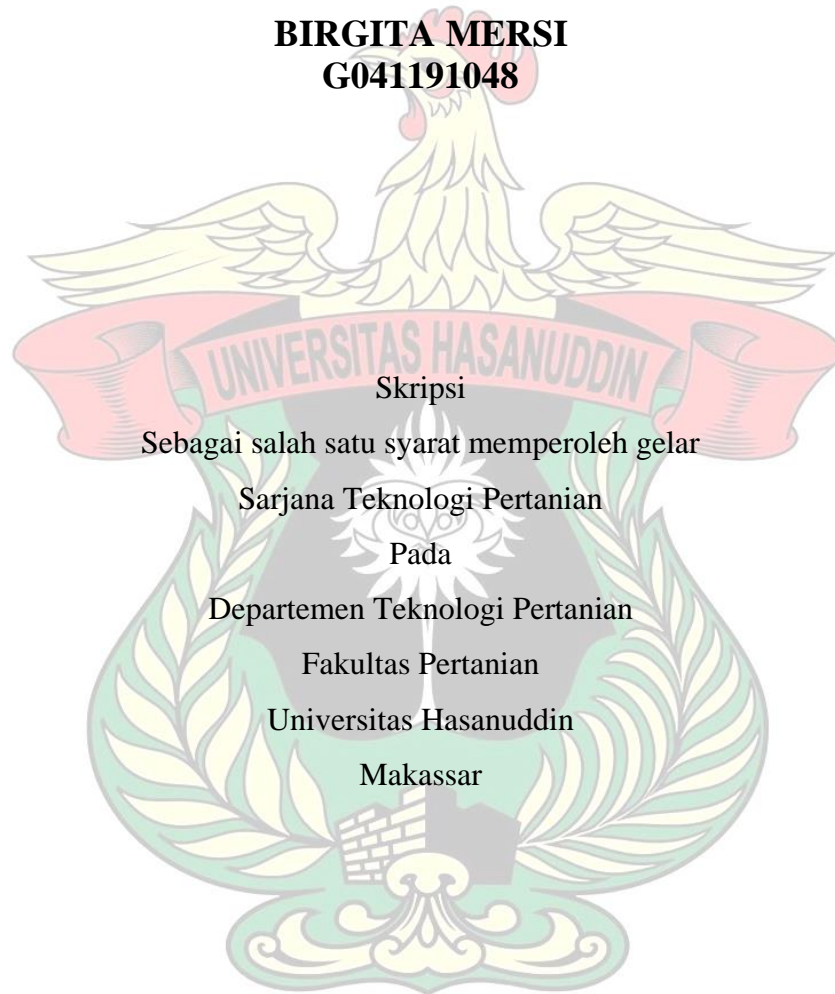 BIRGITA MERSI
G041191048
UNIVERSITAS HASANUDDIN
Skripsi
Sebagai salah satu syarat memperoleh gelar
Sarjana Teknologi Pertanian
Pada
Departemen Teknologi Pertanian
Fakultas Pertanian
Universitas Hasanuddin
Makassar